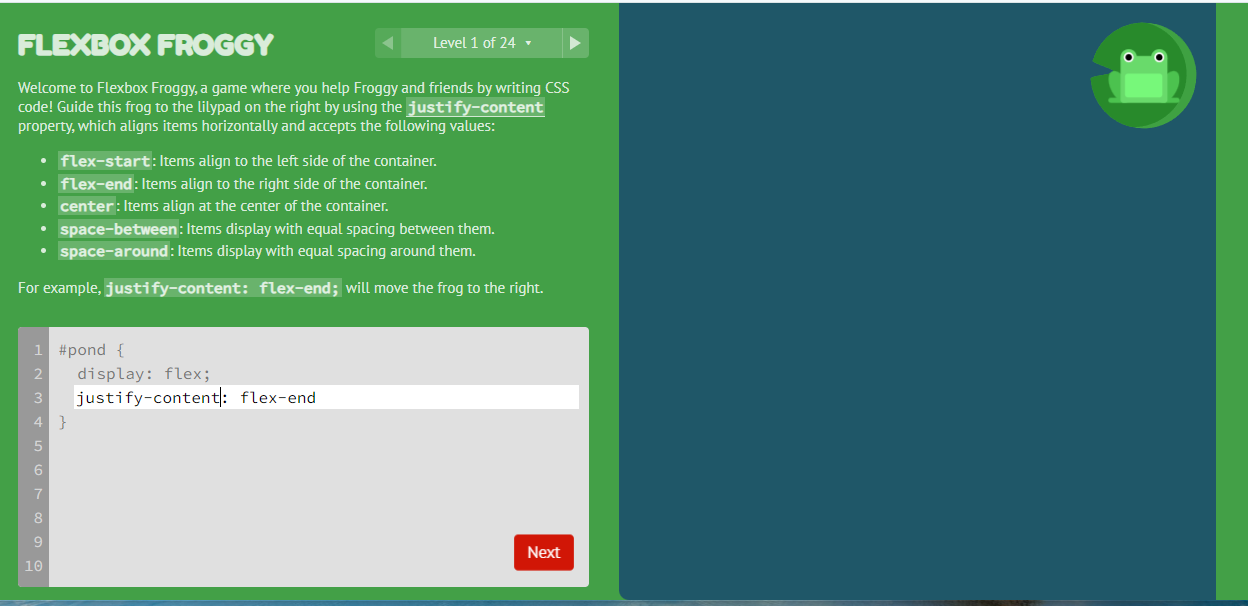 FLEXBOX FROGGY
Level 1 of 24
Welcome to Flexbox Froggy, a game where you help Froggy and friends by writing CSS
code! Guide this frog to the lilypad on the right by using the justify-content
property, which aligns items horizontally and accepts the following values:
• flex-start: Items align to the left side of the container.
• flex-end: Items align to the right side of the container.
• center: Items align at the center of the container.
• space-between: Items display with equal spacing between them.
• space-around: Items display with equal spacing around them.
For example, justify-content: flex-end; will move the frog to the right.
1 #pond {
2 display: flex;
3 justify-content: flex-end
4 }
5
6
7
8
9
10
Next